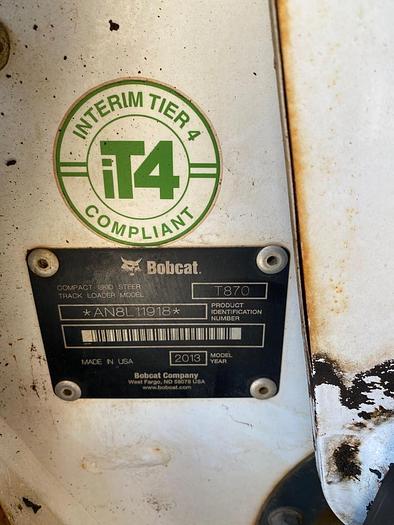 INTERIM TIER 4
iT4
COMPLIANT
Bobcat.
COMPACT SKID STEER
TRACK LOADER MODEL
T870
*AN8L11918*
PRODUCT
IDENTIFICATION
NUMBER
MADE IN USA
2013
MODEL
YEAR
Bobcat Company
West Fargo, ND 58078 USA
www.bobcat.com